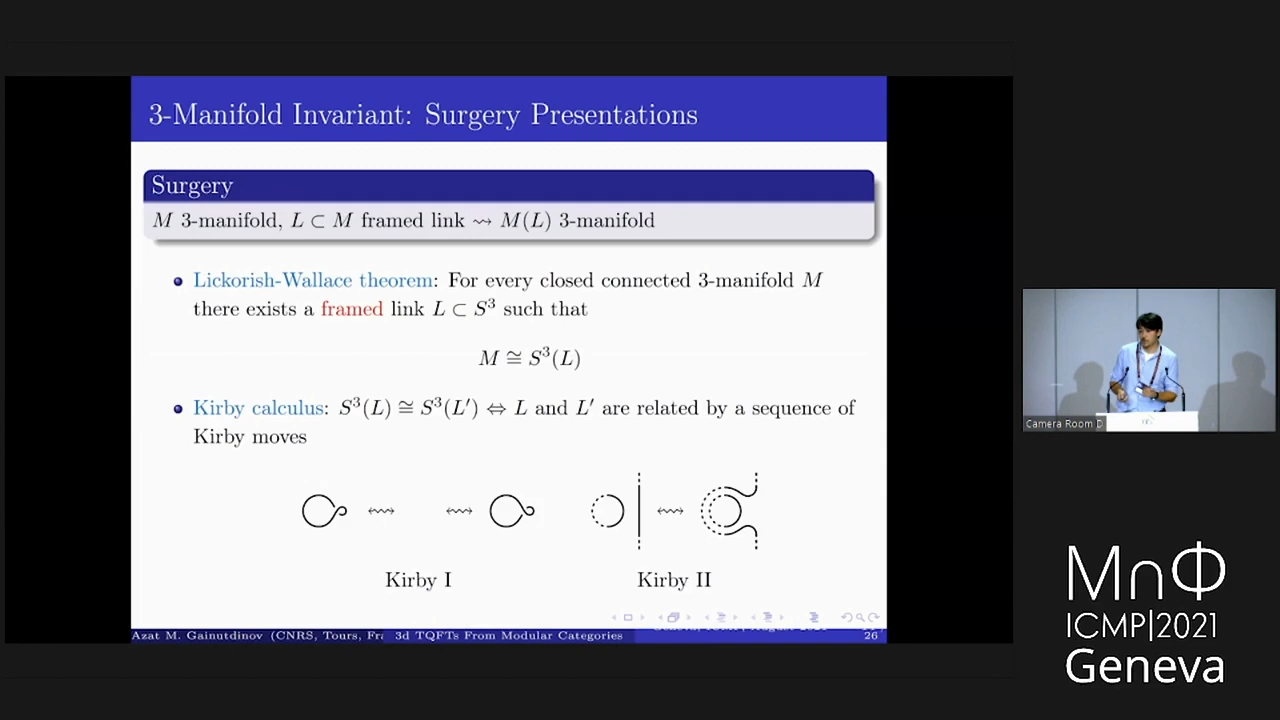 3-Manifold Invariant: Surgery Presentations
Surgery
M 3-manifold, L ⊂ M framed link ⇝ M(L) 3-manifold
Lickorish-Wallace theorem: For every closed connected 3-manifold M
there exists a framed link L ⊂ S³ such that
M ≅ S³(L)
Kirby calculus: S³(L) ≅ S³(L′) ⇔ L and L′ are related by a sequence of
Kirby moves
Kirby I
Kirby II
Azat M. Gainutdinov (CNRS, Tours, Fra
3d TQFTs From Modular Categories
26
Camera Room D
MnΦ
ICMP|2021
Geneva